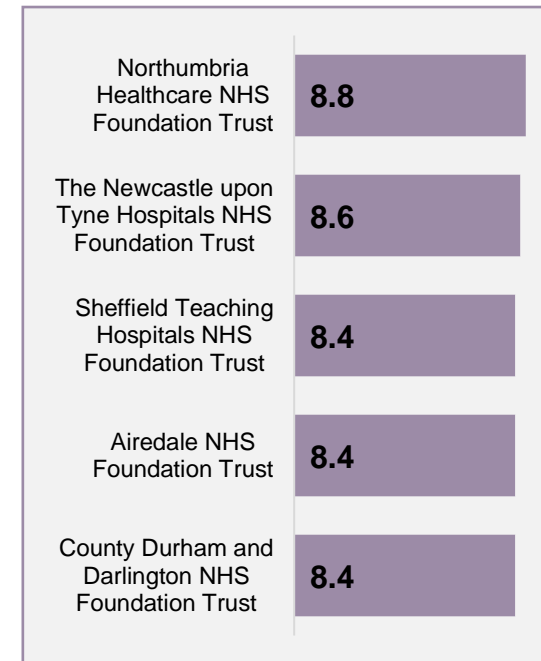 Northumbria
Healthcare NHS
Foundation Trust
8.8
The Newcastle upon
Tyne Hospitals NHS
Foundation Trust
8.6
Sheffield Teaching
Hospitals NHS
Foundation Trust
8.4
Airedale NHS
Foundation Trust
8.4
County Durham and
Darlington NHS
Foundation Trust
8.4